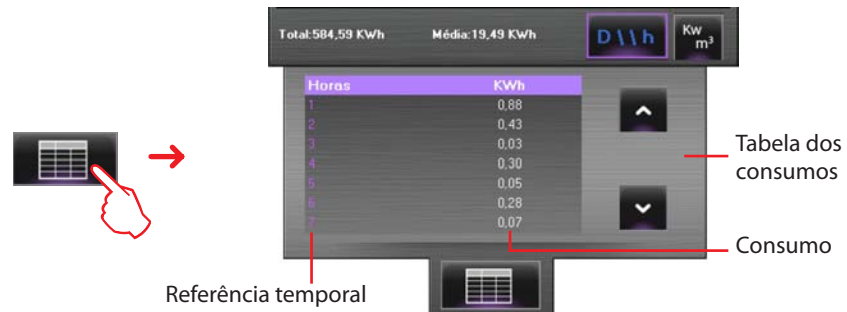 Total:584,59 KWh Média:19,49 KWh D\\h Kw
m³
Horas KWh
1 0,88
2 0,43
3 0,03
4 0,30
5 0,05
6 0,28
7 0,07
Tabela dos
consumos
Consumo
Referência temporal